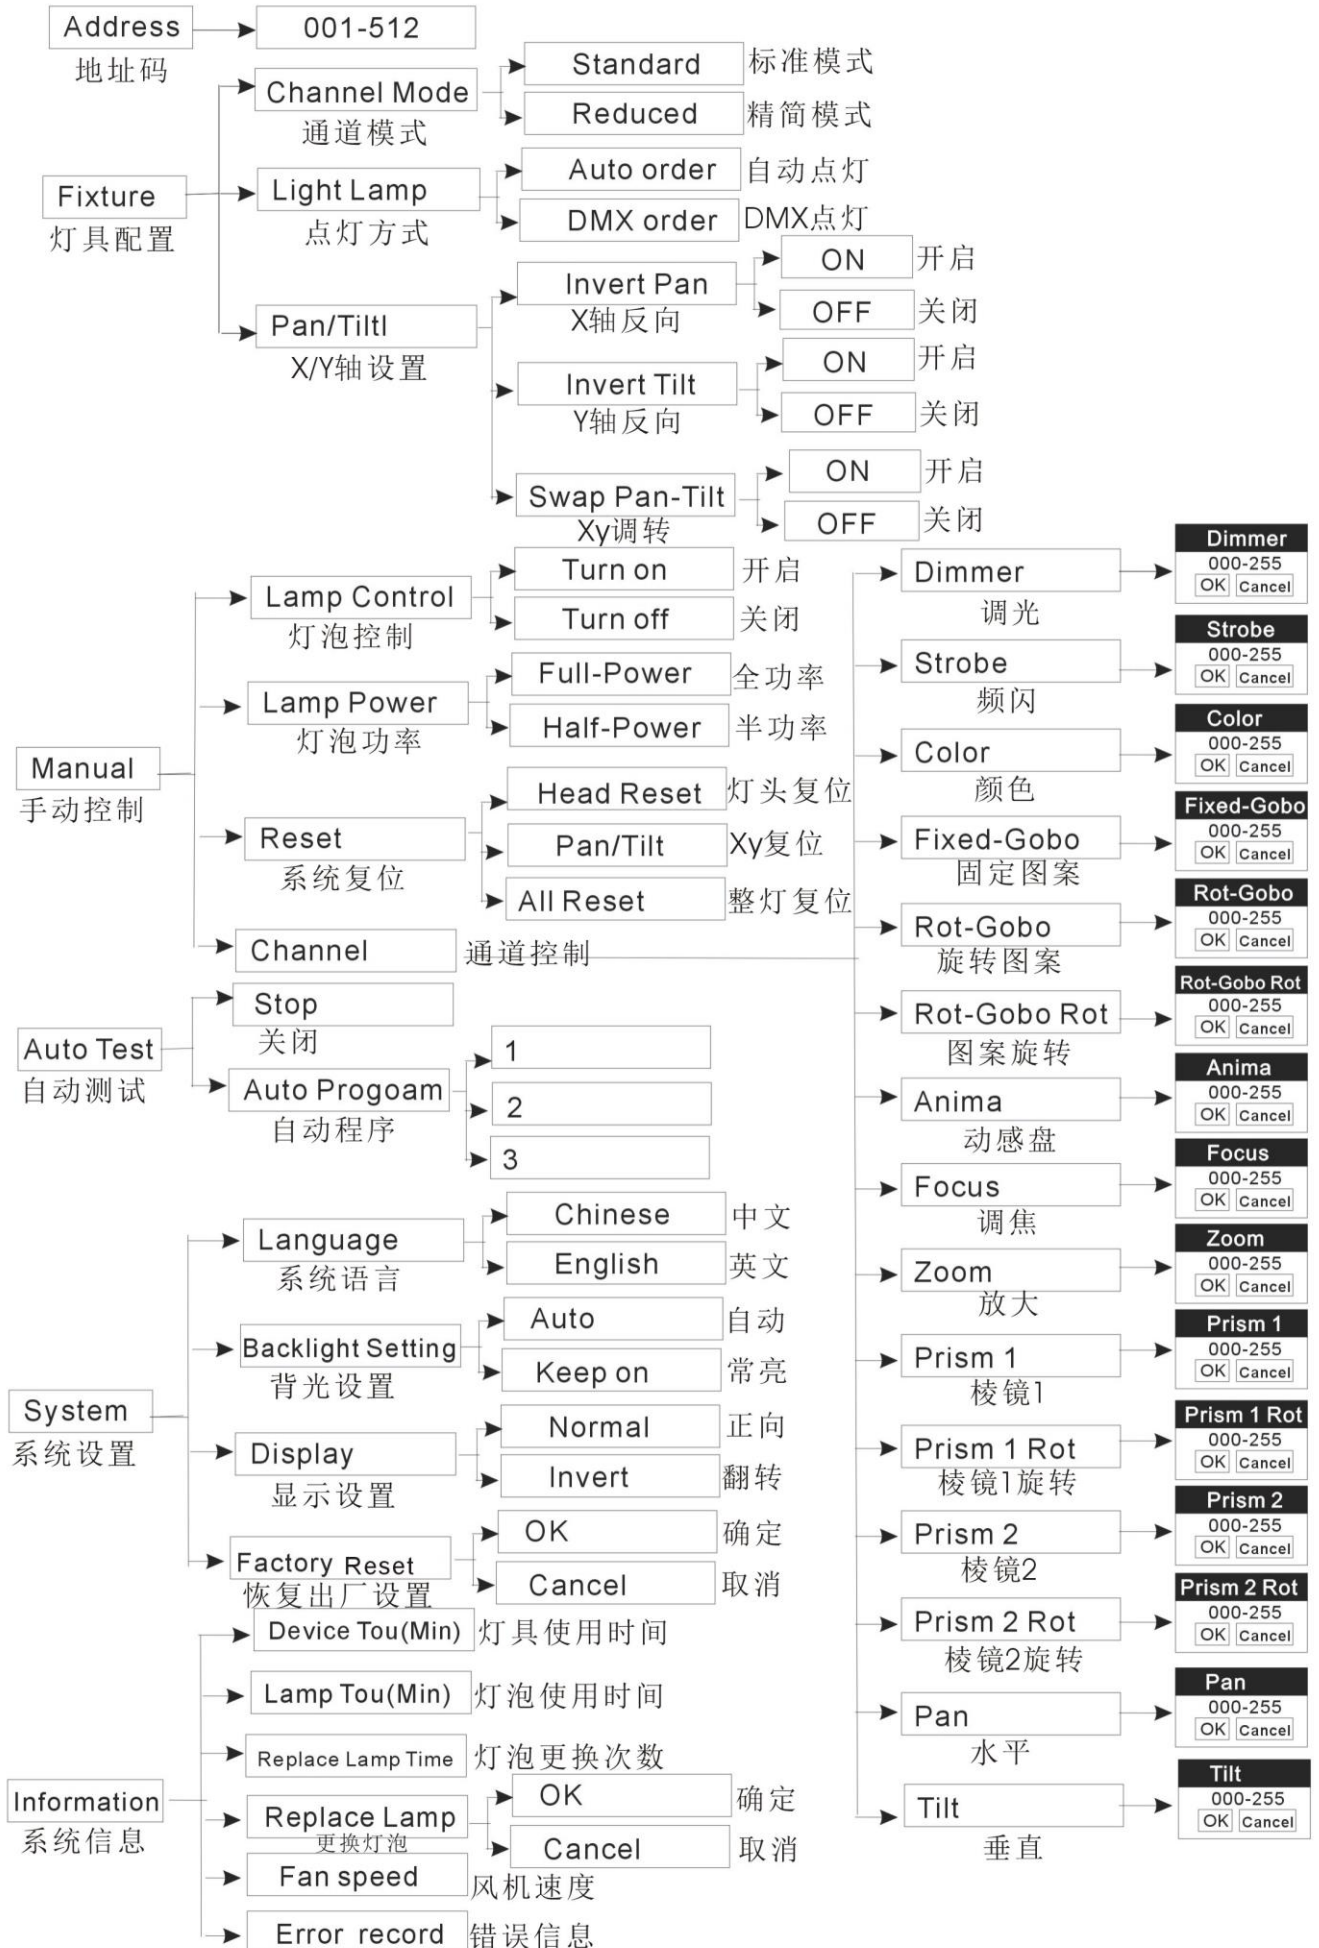 Address
地址码
001-512
Fixture
灯具配置
Channel Mode
通道模式
Standard 标准模式
Reduced 精简模式
Light Lamp
点灯方式
Auto order 自动点灯
DMX order DMX点灯
Pan/Tiltl
X/Y轴设置
Invert Pan
X轴反向
ON 开启
OFF 关闭
Invert Tilt
Y轴反向
ON 开启
OFF 关闭
Swap Pan-Tilt
Xy调转
ON 开启
OFF 关闭
Manual
手动控制
Lamp Control
灯泡控制
Turn on 开启
Turn off 关闭
Lamp Power
灯泡功率
Full-Power 全功率
Half-Power 半功率
Reset
系统复位
Head Reset 灯头复位
Pan/Tilt Xy复位
All Reset 整灯复位
Channel 通道控制
Dimmer
调光
Dimmer
000-255
OK Cancel
Strobe
频闪
Strobe
000-255
OK Cancel
Color
颜色
Color
000-255
OK Cancel
Fixed-Gobo
固定图案
Fixed-Gobo
000-255
OK Cancel
Rot-Gobo
旋转图案
Rot-Gobo
000-255
OK Cancel
Rot-Gobo Rot
图案旋转
Rot-Gobo Rot
000-255
OK Cancel
Anima
动感盘
Anima
000-255
OK Cancel
Focus
调焦
Focus
000-255
OK Cancel
Zoom
放大
Zoom
000-255
OK Cancel
Prism 1
棱镜1
Prism 1
000-255
OK Cancel
Prism 1 Rot
棱镜1旋转
Prism 1 Rot
000-255
OK Cancel
Prism 2
棱镜2
Prism 2
000-255
OK Cancel
Prism 2 Rot
棱镜2旋转
Prism 2 Rot
000-255
OK Cancel
Pan
水平
Pan
000-255
OK Cancel
Tilt
垂直
Tilt
000-255
OK Cancel
Auto Test
自动测试
Stop
关闭
Auto Progoam
自动程序
1
2
3
System
系统设置
Language
系统语言
Chinese 中文
English 英文
Backlight Setting
背光设置
Auto 自动
Keep on 常亮
Display
显示设置
Normal 正向
Invert 翻转
Factory Reset
恢复出厂设置
OK 确定
Cancel 取消
Information
系统信息
Device Tou(Min) 灯具使用时间
Lamp Tou(Min) 灯泡使用时间
Replace Lamp Time 灯泡更换次数
Replace Lamp
更换灯泡
OK 确定
Cancel 取消
Fan speed 风机速度
Error record 错误信息